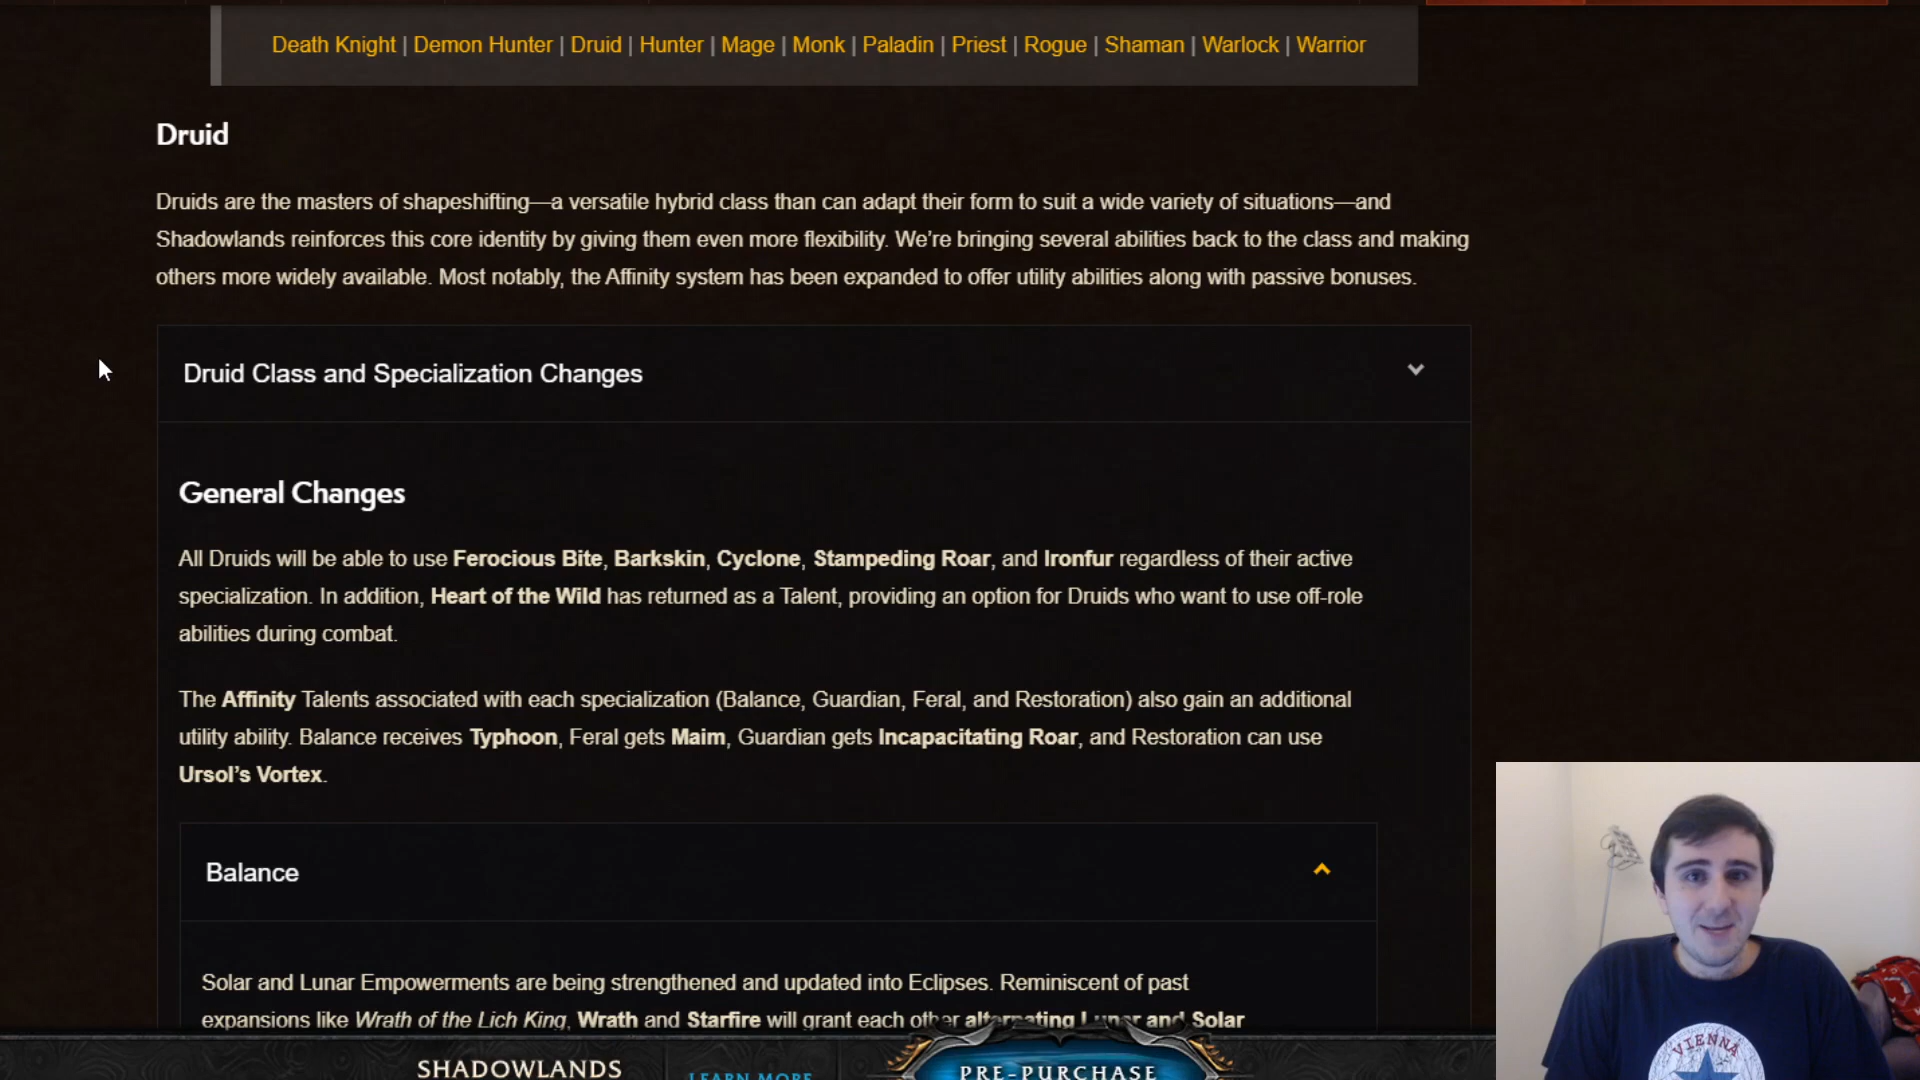 Death Knight | Demon Hunter | Druid | Hunter | Mage | Monk | Paladin | Priest | Rogue | Shaman | Warlock | Warrior
Druid
Druids are the masters of shapeshifting—a versatile hybrid class than can adapt their form to suit a wide variety of situations—and
Shadowlands reinforces this core identity by giving them even more flexibility. We’re bringing several abilities back to the class and making
others more widely available. Most notably, the Affinity system has been expanded to offer utility abilities along with passive bonuses.
Druid Class and Specialization Changes
General Changes
All Druids will be able to use Ferocious Bite, Barkskin, Cyclone, Stampeding Roar, and Ironfur regardless of their active
specialization. In addition, Heart of the Wild has returned as a Talent, providing an option for Druids who want to use off-role
abilities during combat.
The Affinity Talents associated with each specialization (Balance, Guardian, Feral, and Restoration) also gain an additional
utility ability. Balance receives Typhoon, Feral gets Maim, Guardian gets Incapacitating Roar, and Restoration can use
Ursol’s Vortex.
Balance
Solar and Lunar Empowerments are being strengthened and updated into Eclipses. Reminiscent of past
expansions like Wrath of the Lich King, Wrath and Starfire will grant each other alternating Lunar and Solar
SHADOWLANDS
LEARN MORE
PRE-PURCHASE
VIENNA